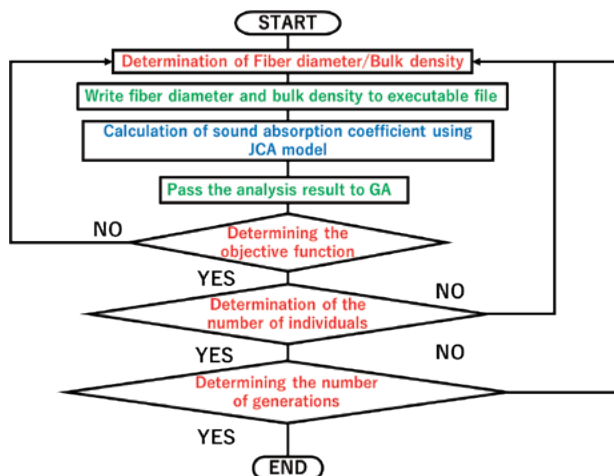 START
Determination of Fiber diameter/Bulk density
Write fiber diameter and bulk density to executable file
Calculation of sound absorption coefficient using
JCA model
Pass the analysis result to GA
NO
Determining the
objective function
YES
NO
Determination of the
number of individuals
YES
NO
Determining the number
of generations
YES
END